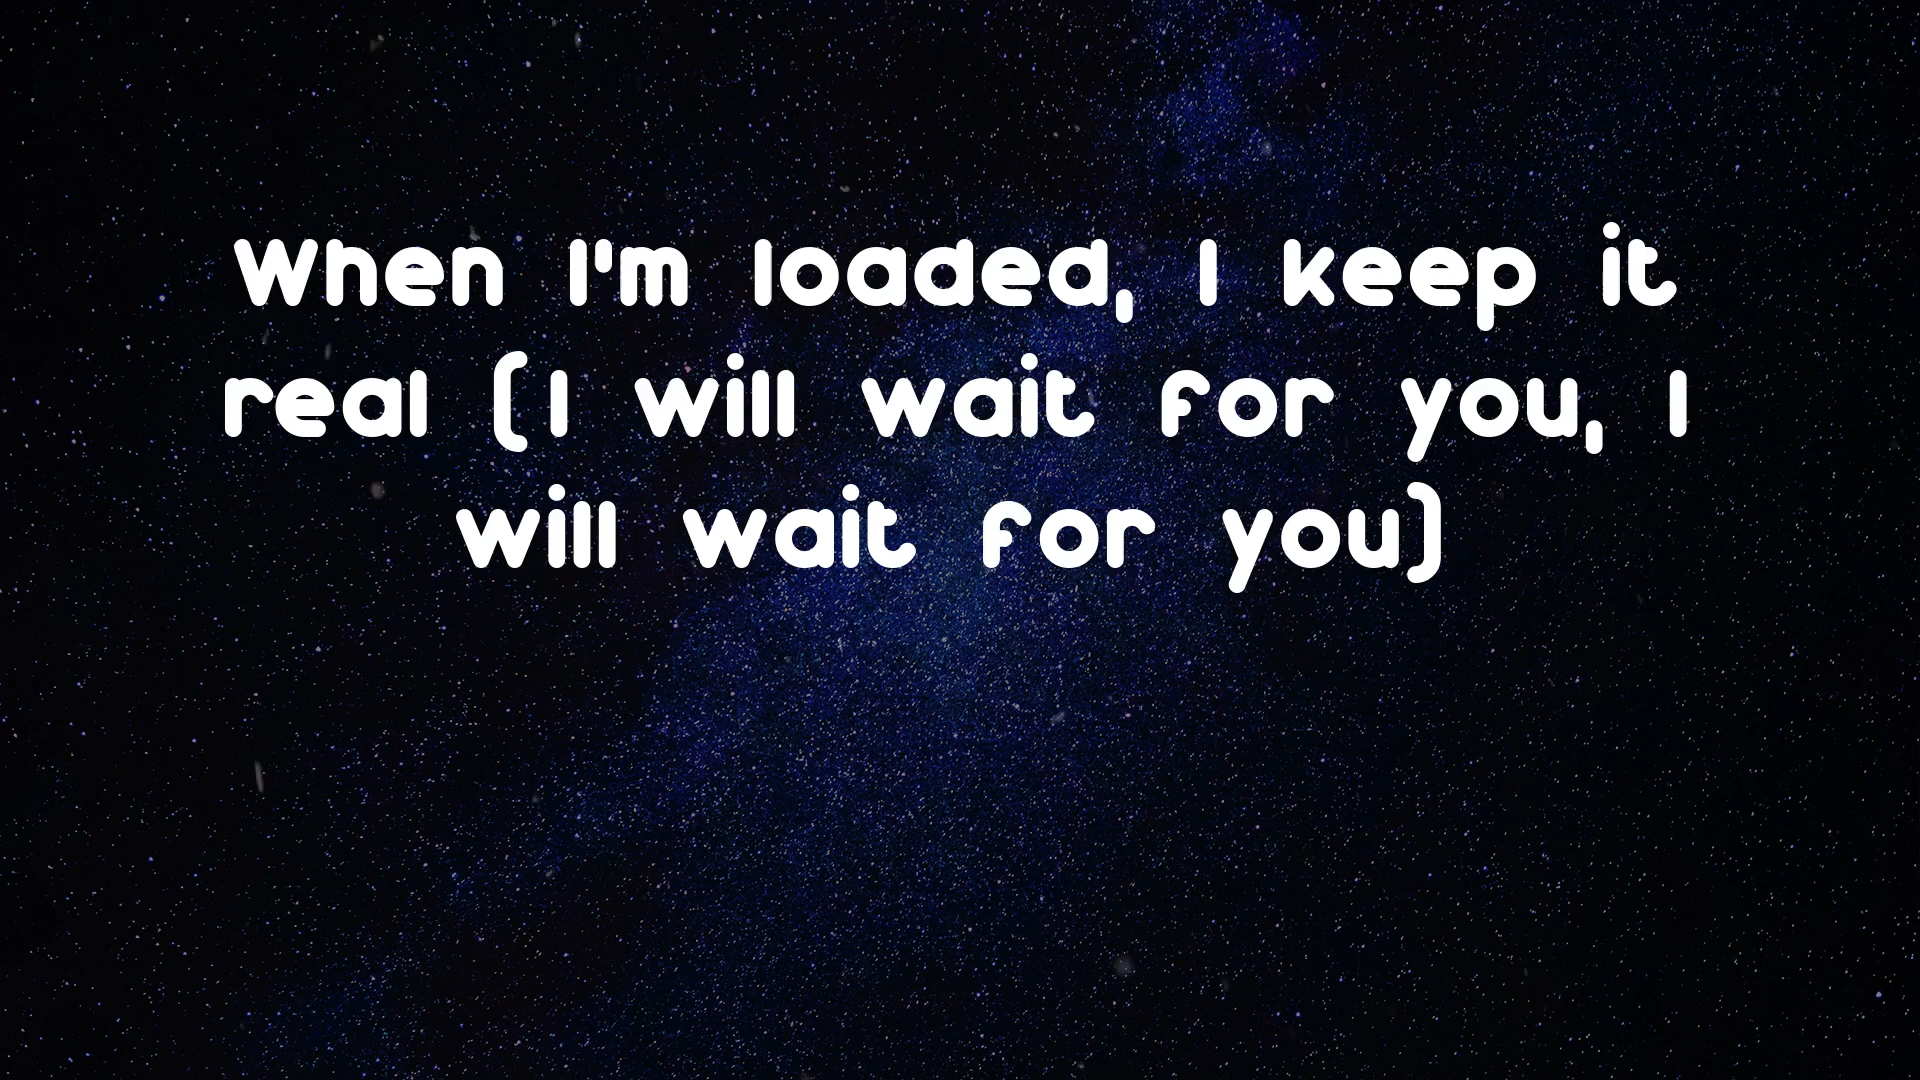 When I'm loaded, I keep it
real (I will wait for you, I
will wait for you)